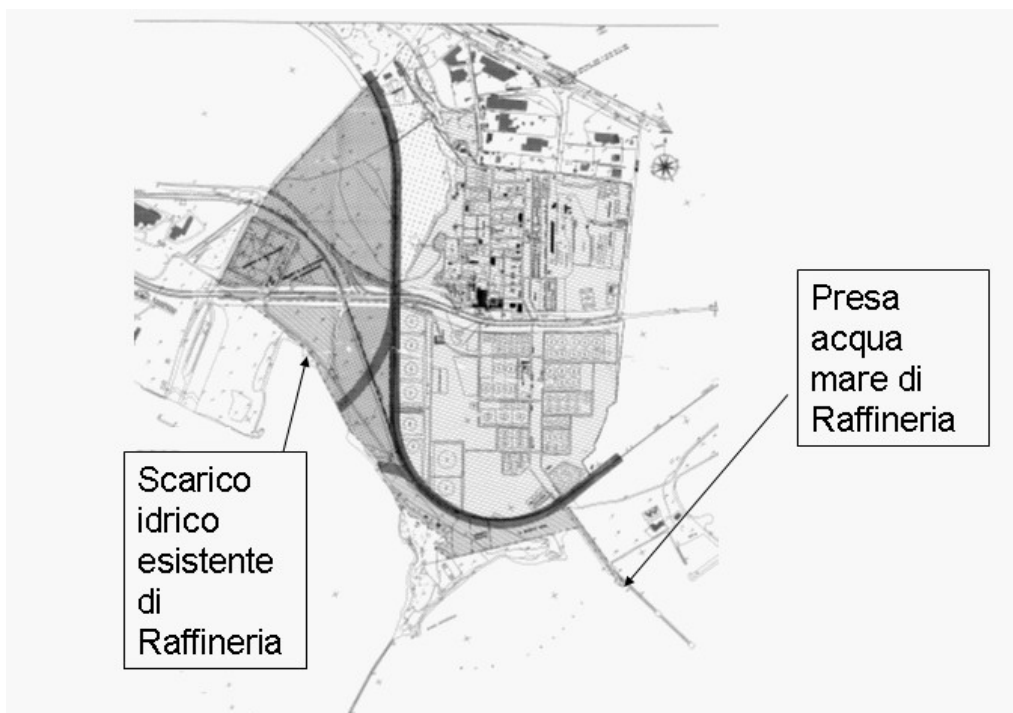 Presa
acqua
mare di
Raffineria
Scarico
idrico
esistente
di
Raffineria